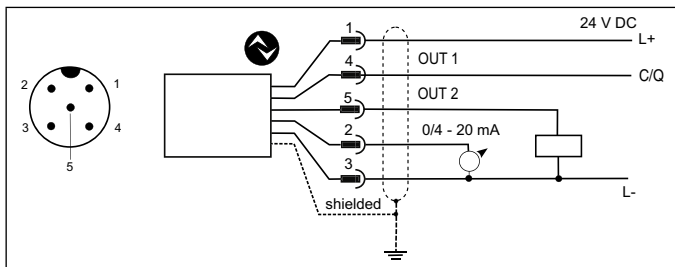 24 V DC
1
L+
OUT 1
4
C/Q
2
1
5
OUT 2
3
4
2
0/4 - 20 mA
5
3
L-
shielded